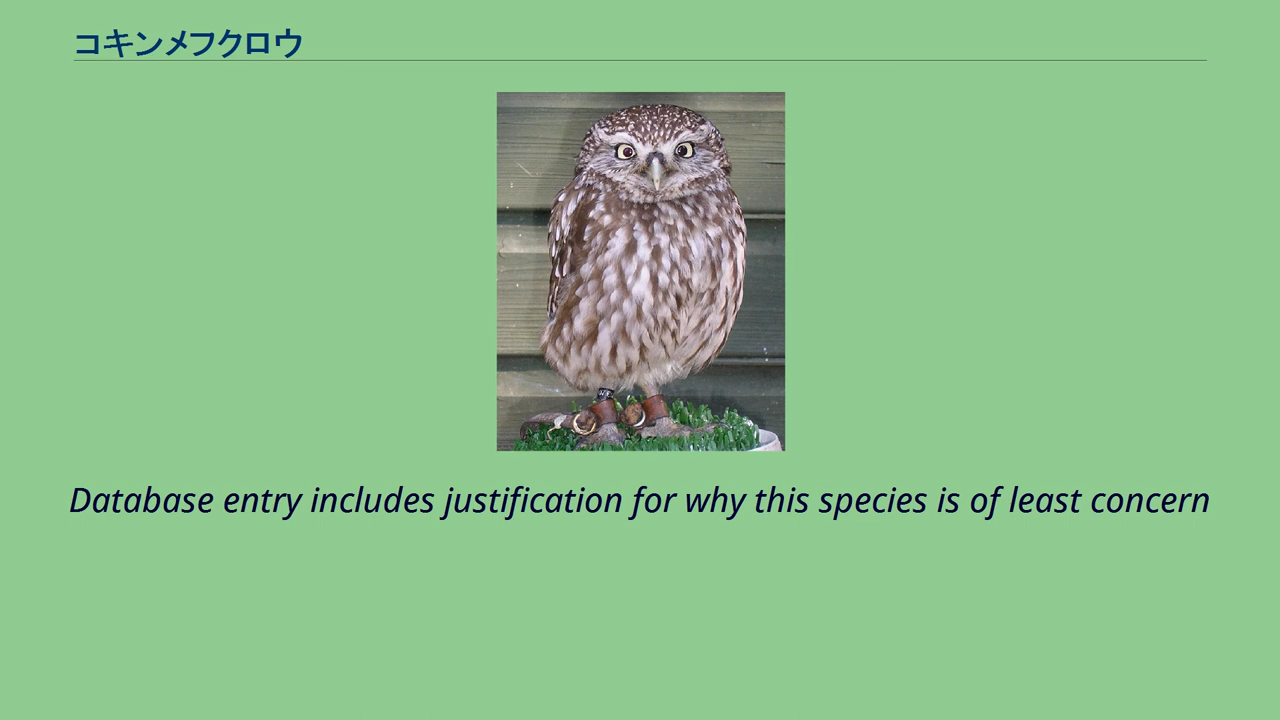 コキンメフクロウ
Database entry includes justification for why this species is of least concern